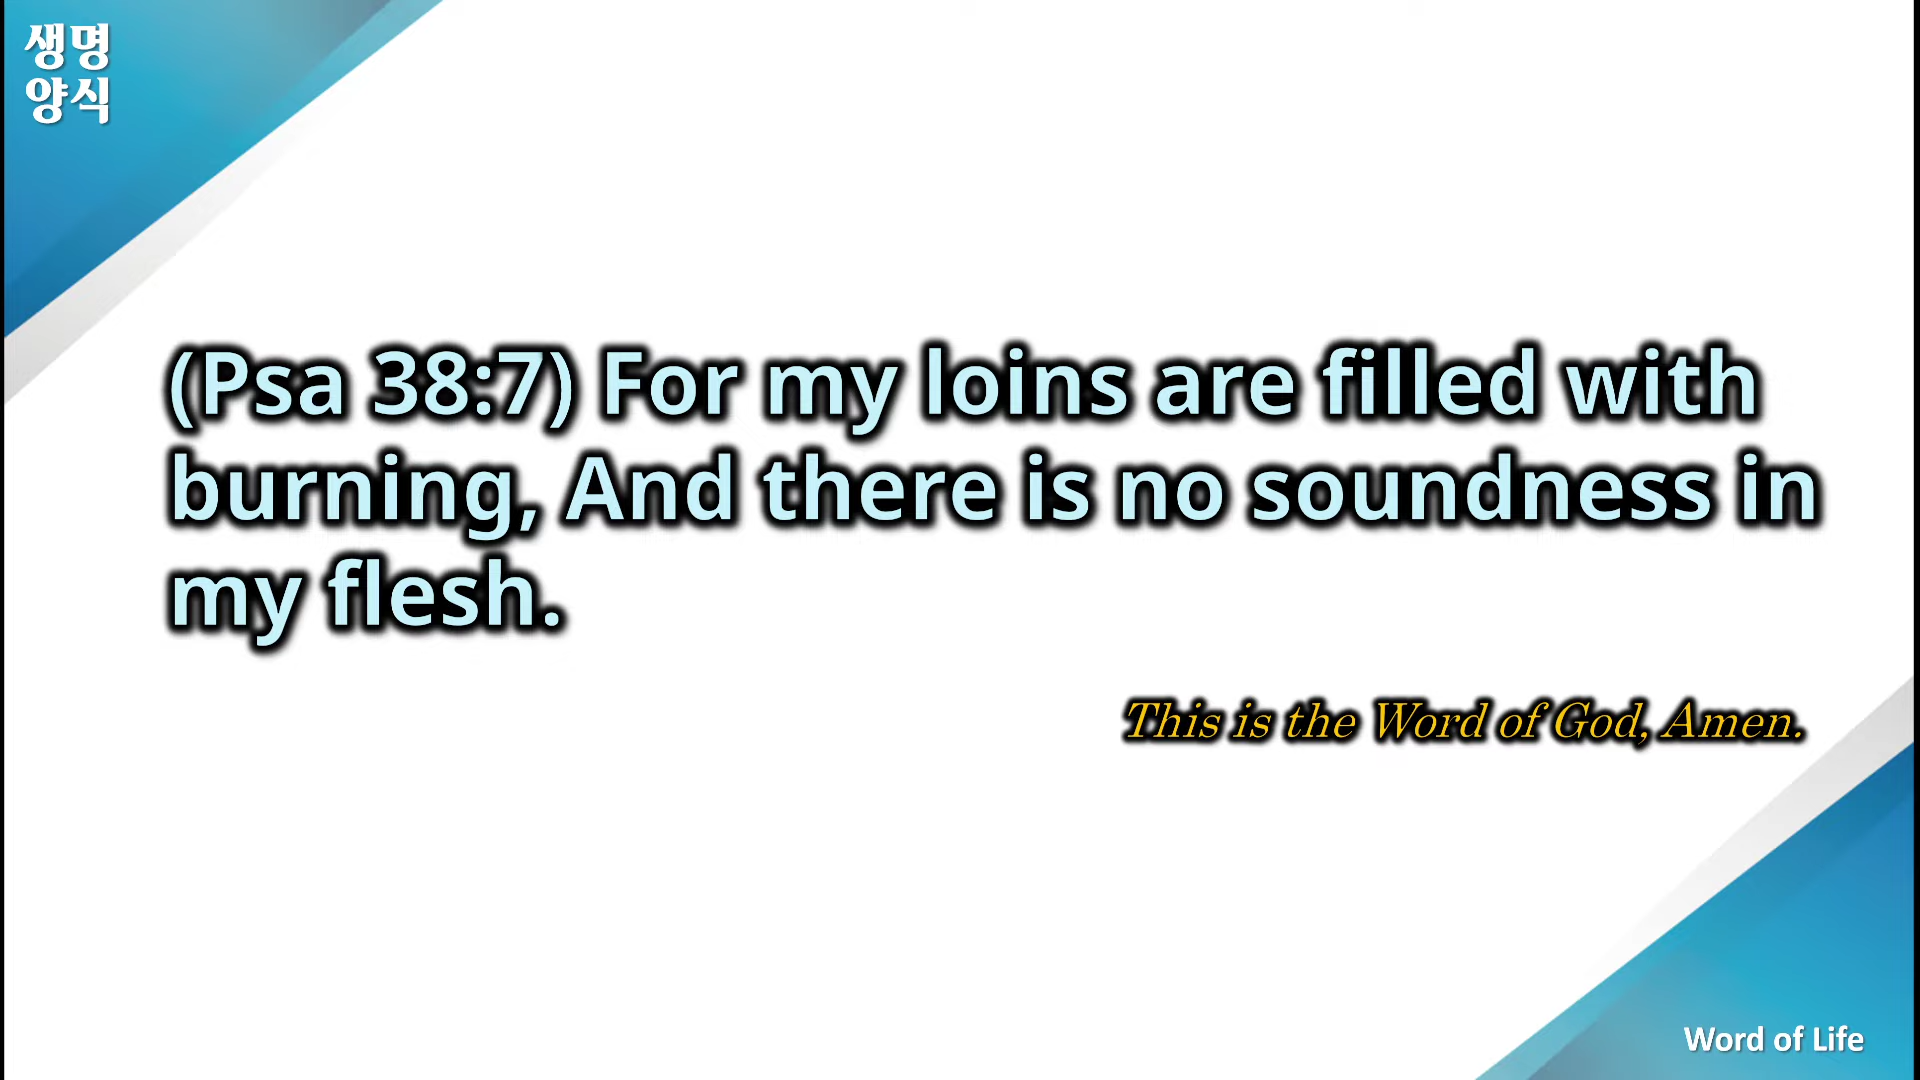 생명
양식
(Psa 38:7) For my loins are filled with
burning, And there is no soundness in
my flesh.
This is the Word of God, Amen.
Word of Life